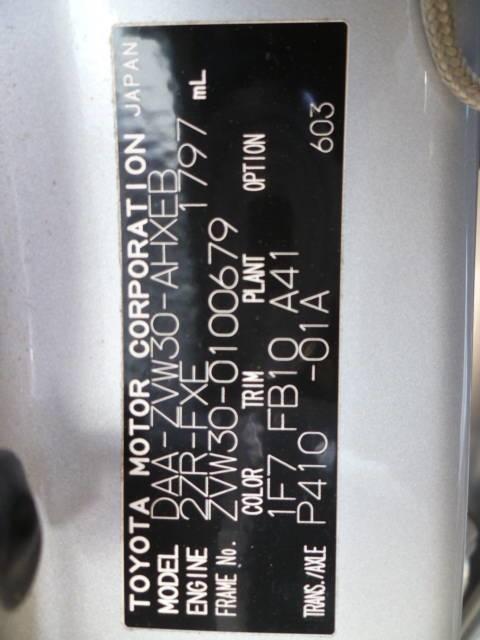 TOYOTA MOTOR CORPORATION JAPAN
MODEL DAA-ZVW30-AHXEB
ENGINE 2ZR-FXE 1797 mL
FRAME No. ZVW30-0100679
COLOR TRIM PLANT OPTION
1F7 FB10 A41 603
TRANS./AXLE P410 -01A